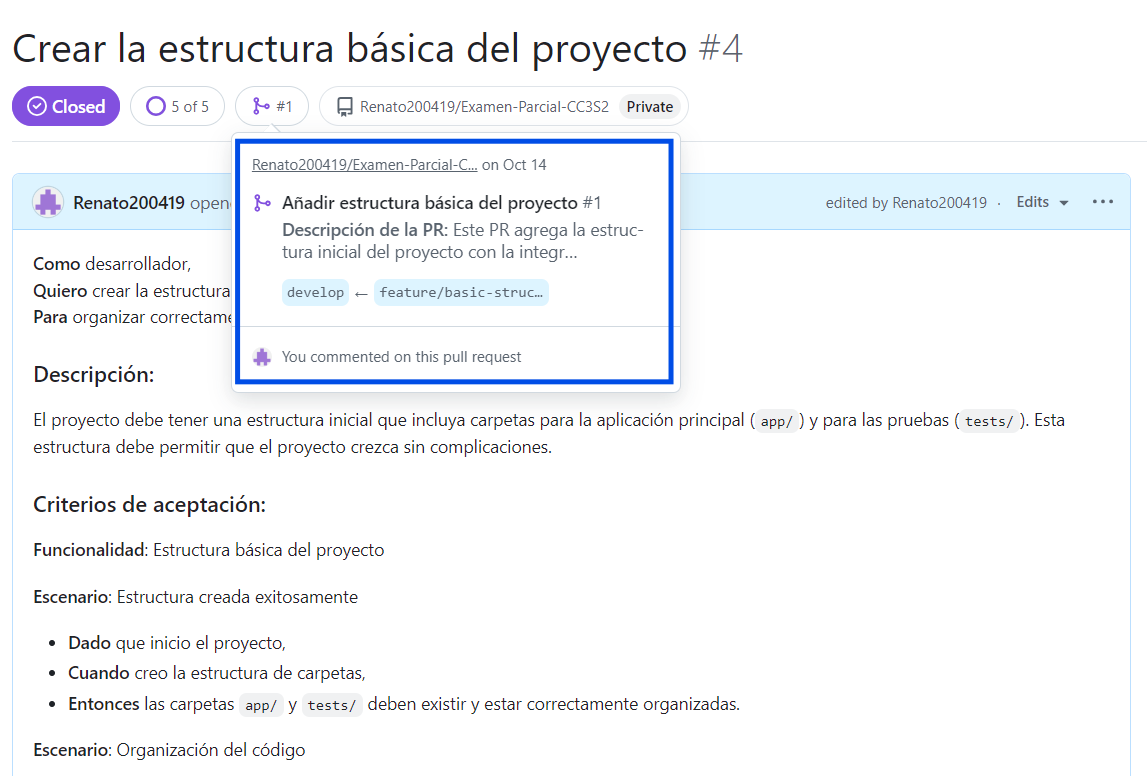 Crear la estructura básica del proyecto #4
Closed 5 of 5 #1 Renato200419/Examen-Parcial-CC3S2 Private
Renato200419/Examen-Parcial-C... on Oct 14
Añadir estructura básica del proyecto #1
Descripción de la PR: Este PR agrega la estruc-
tura inicial del proyecto con la integr...
develop ← feature/basic-struc...
You commented on this pull request
Renato200419 edited by Renato200419 · Edits
Como desarrollador,
Quiero crear la estructura
Para organizar
Descripción:
El proyecto debe tener una estructura inicial que incluya carpetas para la aplicación principal (app/) y para las pruebas (tests/). Esta
estructura debe permitir que el proyecto crezca sin complicaciones.
Criterios de aceptación:
Funcionalidad: Estructura básica del proyecto
Escenario: Estructura creada exitosamente
• Dado que inicio el proyecto,
• Cuando creo la estructura de carpetas,
• Entonces las carpetas app/ y tests/ deben existir y estar correctamente organizadas.
Escenario: Organización del código